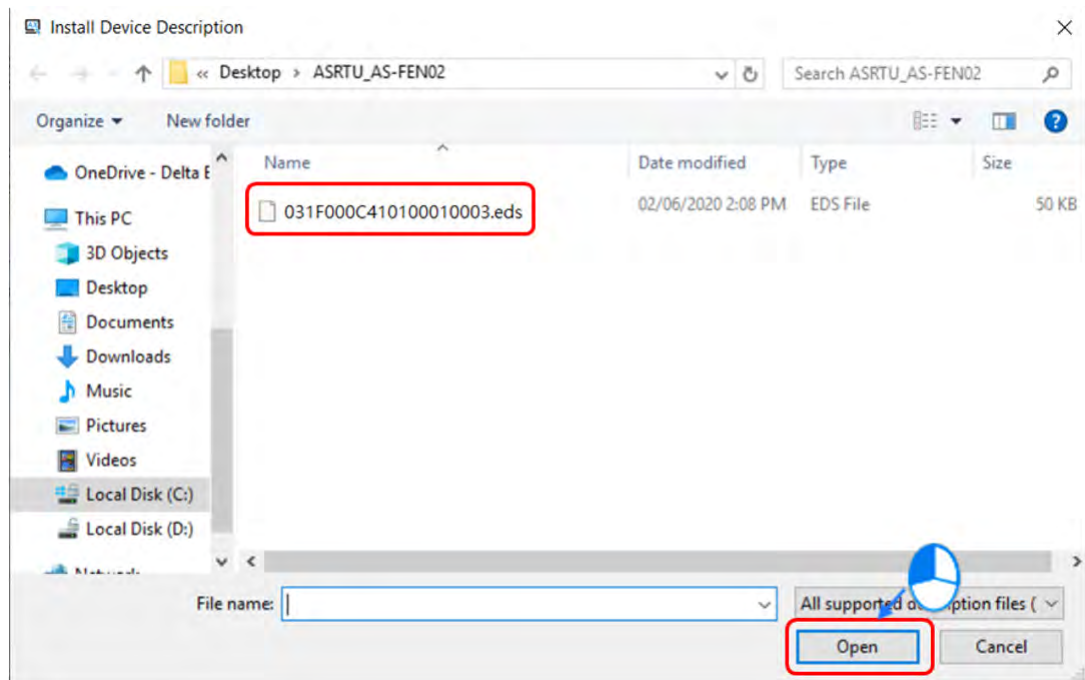 Install Device Description
« Desktop > ASRTU_AS-FEN02
Search ASRTU_AS-FEN02
Organize
New folder
Name
Date modified
Type
Size
031F000C410100010003.eds
02/06/2020 2:08 PM
EDS File
50 KB
OneDrive - Delta E
This PC
3D Objects
Desktop
Documents
Downloads
Music
Pictures
Videos
Local Disk (C:)
Local Disk (D:)
File name:
All supported files (
Open
Cancel